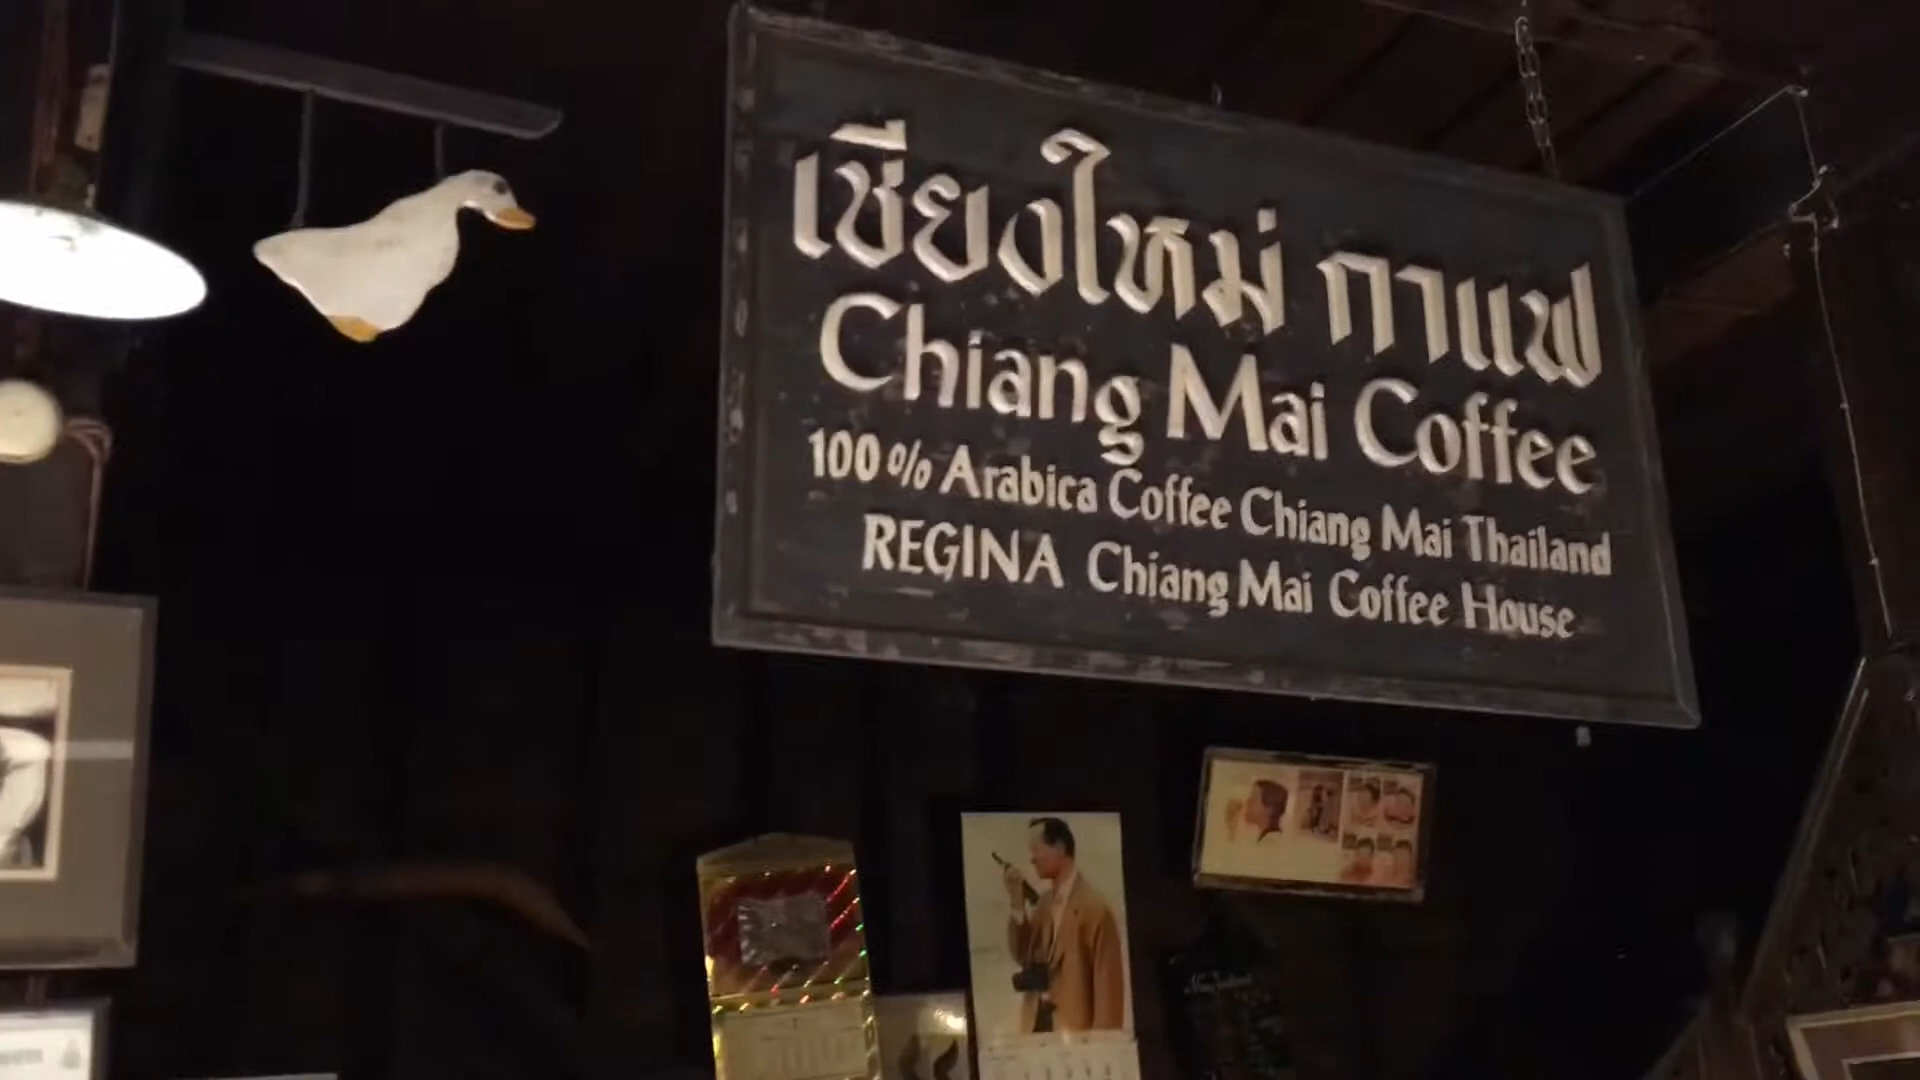 เชียงใหม่ กาแฟ
Chiang Mai Coffee
100% Arabica Coffee Chiang Mai Thailand
REGINA Chiang Mai Coffee House